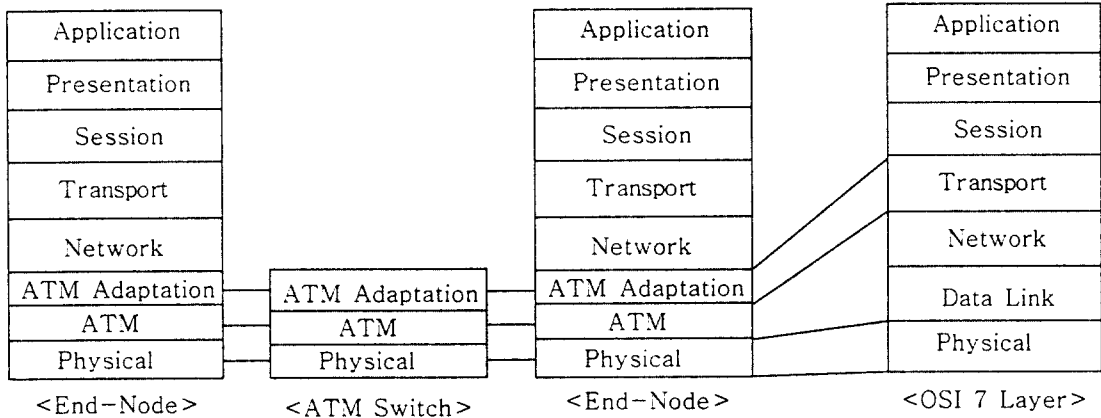 Application
Presentation
Session
Transport
Network
ATM Adaptation
ATM
Physical
<End-Node>
ATM Adaptation
ATM
Physical
<ATM Switch>
Application
Presentation
Session
Transport
Network
ATM Adaptation
ATM
Physical
<End-Node>
Application
Presentation
Session
Transport
Network
Data Link
Physical
<OSI 7 Layer>